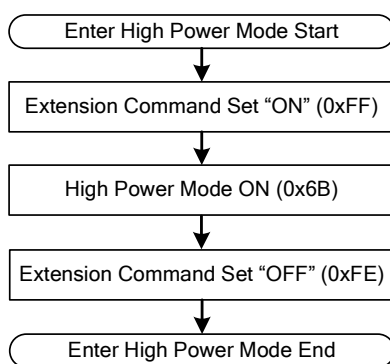 Enter High Power Mode Start
Extension Command Set “ON” (0xFF)
High Power Mode ON (0x6B)
Extension Command Set “OFF” (0xFE)
Enter High Power Mode End